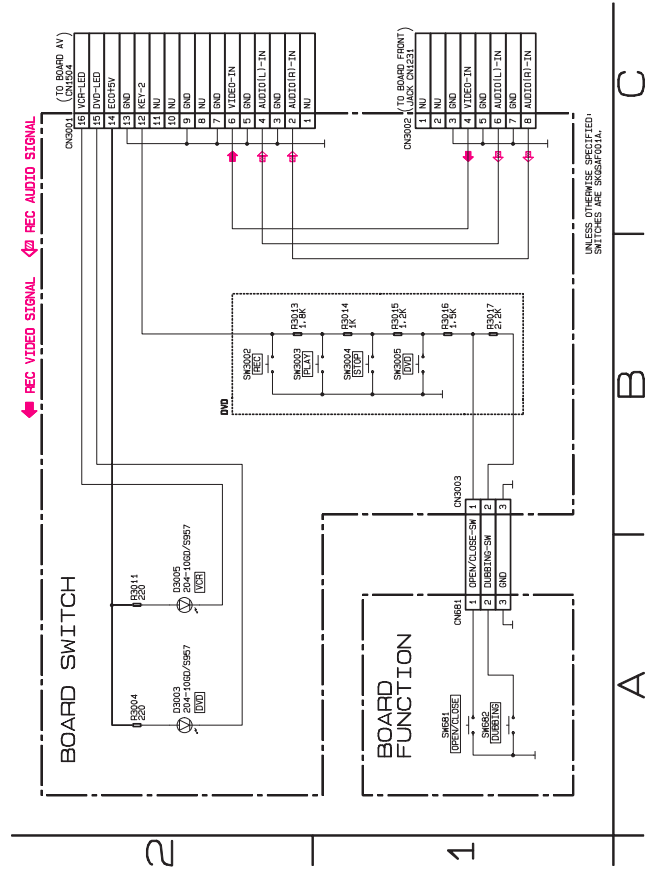 REC VIDEO SIGNAL
REC AUDIO SIGNAL
BOARD SWITCH
(TO BOARD AV)
CN1504
CN3001
16 VCR-LED
15 DVD-LED
14 ECO+5V
13 GND
12 KEY-2
11 NU
10 NU
9 GND
8 NU
7 GND
6 VIDEO-IN
5 GND
4 AUDIO(L)-IN
3 GND
2 AUDIO(R)-IN
1 NU
(TO BOARD FRONT)
(JACK CN1231
CN3002
1 NU
2 NU
3 GND
4 VIDEO-IN
5 GND
6 AUDIO(L)-IN
7 GND
8 AUDIO(R)-IN
UNLESS OTHERWISE SPECIFIED:
SWITCHES ARE SKQSAF001A.
DVD
SW3002
REC
SW3003
PLAY
SW3004
STOP
SW3005
DVD
R3013
1.8K
R3014
1K
R3015
1.2K
R3016
1.5K
R3017
2.2K
R3004
220
D3003
204-10GD/S957
DVD
R3011
220
D3005
204-10GD/S957
VCR
CN3003
1
2
3
OPEN/CLOSE-SW
DUBBING-SW
GND
CN681
1
2
3
BOARD
FUNCTION
SW681
OPEN/CLOSE
SW682
DUBBING
A
B
C
2
1